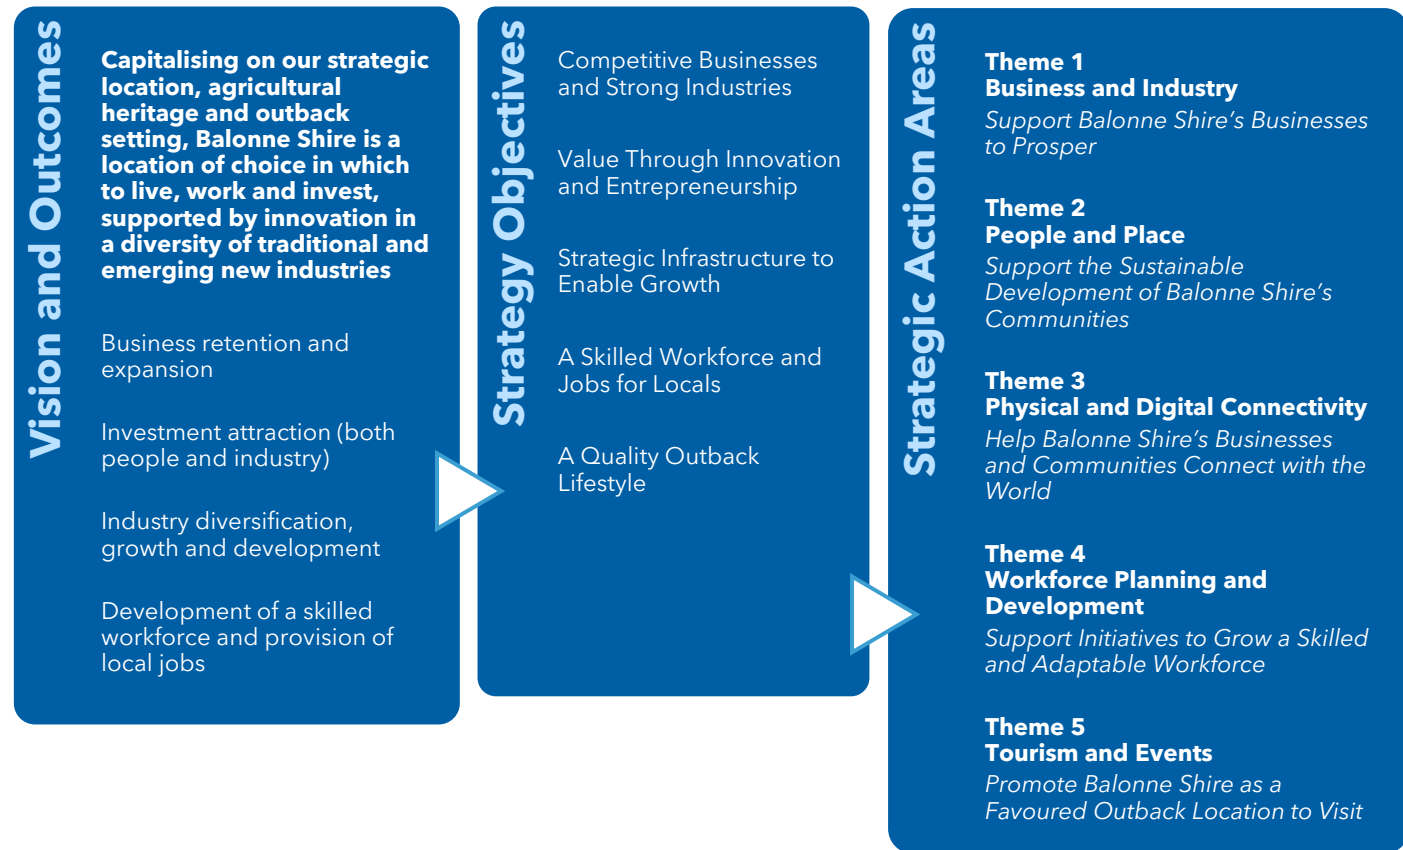 Vision and Outcomes
Capitalising on our strategic
location, agricultural
heritage and outback
setting, Balonne Shire is a
location of choice in which
to live, work and invest,
supported by innovation in
a diversity of traditional and
emerging new industries
Business retention and
expansion
Investment attraction (both
people and industry)
Industry diversification,
growth and development
Development of a skilled
workforce and provision of
local jobs
Strategy Objectives
Competitive Businesses
and Strong Industries
Value Through Innovation
and Entrepreneurship
Strategic Infrastructure to
Enable Growth
A Skilled Workforce and
Jobs for Locals
A Quality Outback
Lifestyle
Strategic Action Areas
Theme 1
Business and Industry
Support Balonne Shire's Businesses
to Prosper
Theme 2
People and Place
Support the Sustainable
Development of Balonne Shire's
Communities
Theme 3
Physical and Digital Connectivity
Help Balonne Shire's Businesses
and Communities Connect with the
World
Theme 4
Workforce Planning and
Development
Support Initiatives to Grow a Skilled
and Adaptable Workforce
Theme 5
Tourism and Events
Promote Balonne Shire as a
Favoured Outback Location to Visit